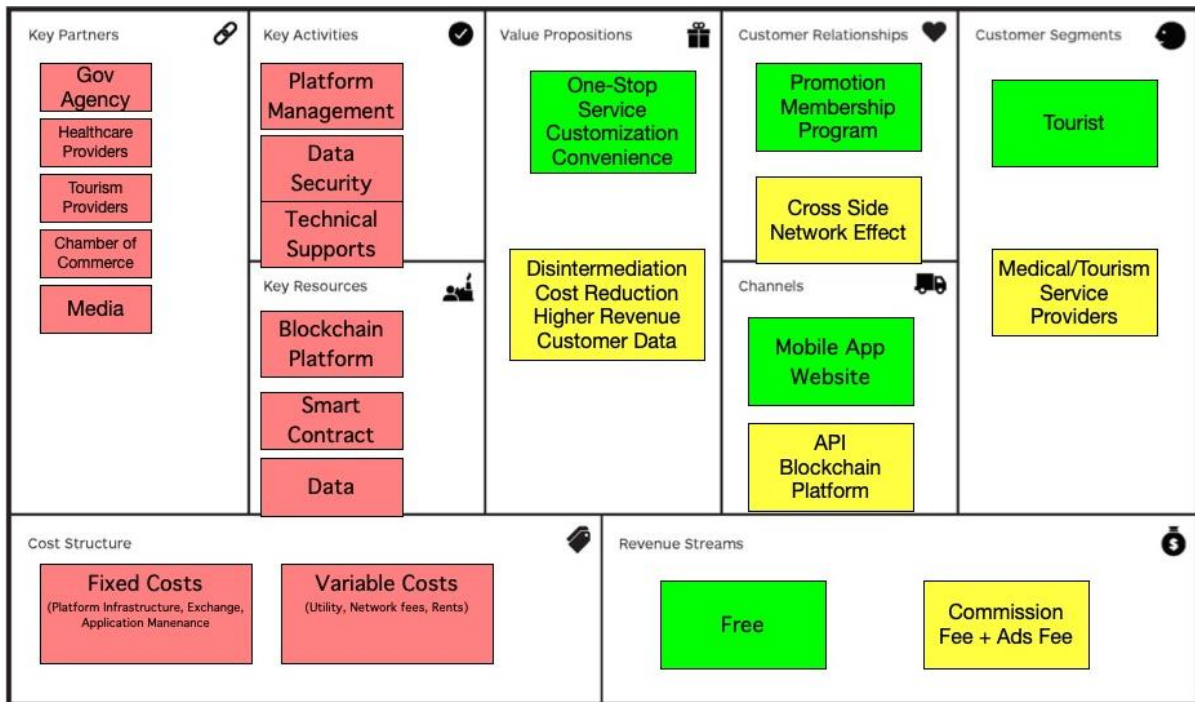 Key Partners
Gov
Agency
Healthcare
Providers
Tourism
Providers
Chamber of
Commerce
Media
Key Activities
Platform
Management
Data
Security
Technical
Supports
Key Resources
Blockchain
Platform
Smart
Contract
Data
Value Propositions
One-Stop
Service
Customization
Convenience
Disintermediation
Cost Reduction
Higher Revenue
Customer Data
Customer Relationships
Promotion
Membership
Program
Cross Side
Network Effect
Channels
Mobile App
Website
API
Blockchain
Platform
Customer Segments
Tourist
Medical/Tourism
Service
Providers
Cost Structure
Fixed Costs
(Platform Infrastructure, Exchange,
Application Manenance
Variable Costs
(Utility, Network fees, Rents)
Revenue Streams
Free
Commission
Fee + Ads Fee